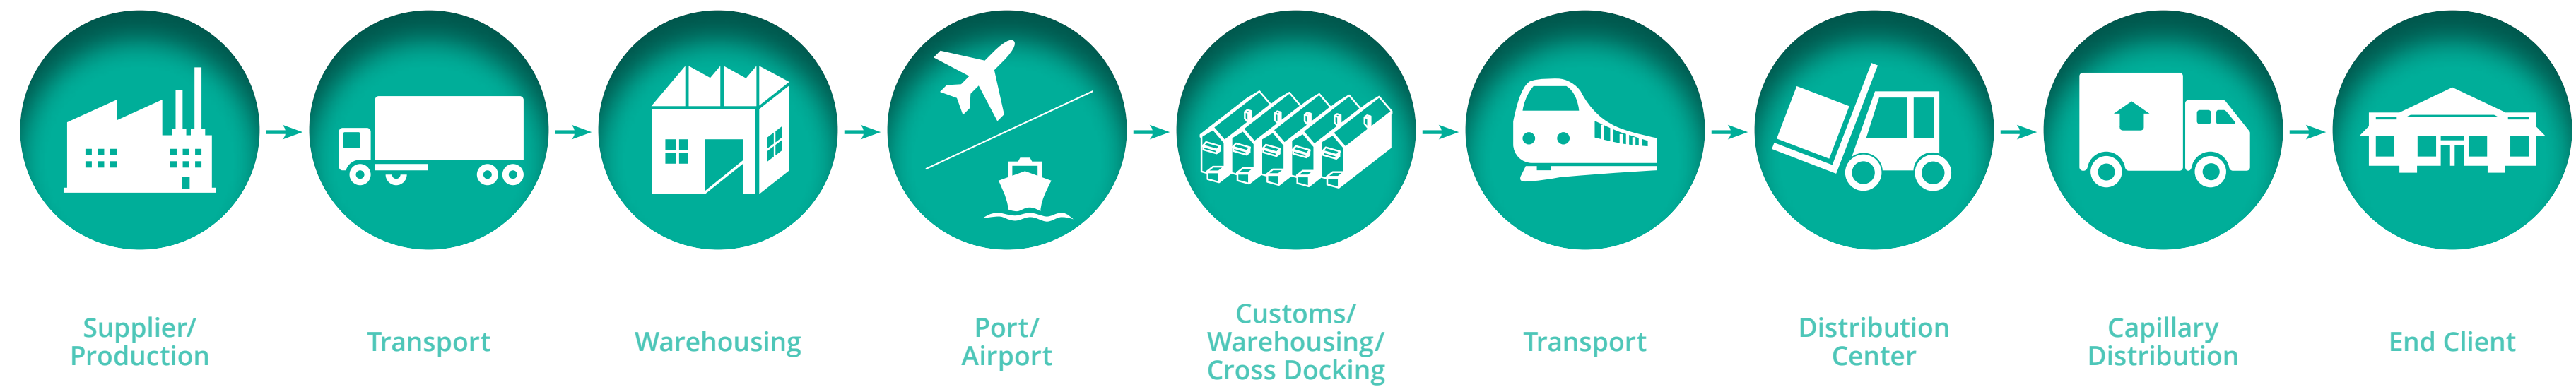 Supplier/
Production
Transport
Warehousing
Port/
Airport
Customs/
Warehousing/
Cross Docking
Transport
Distribution
Center
Capillary
Distribution
End Client